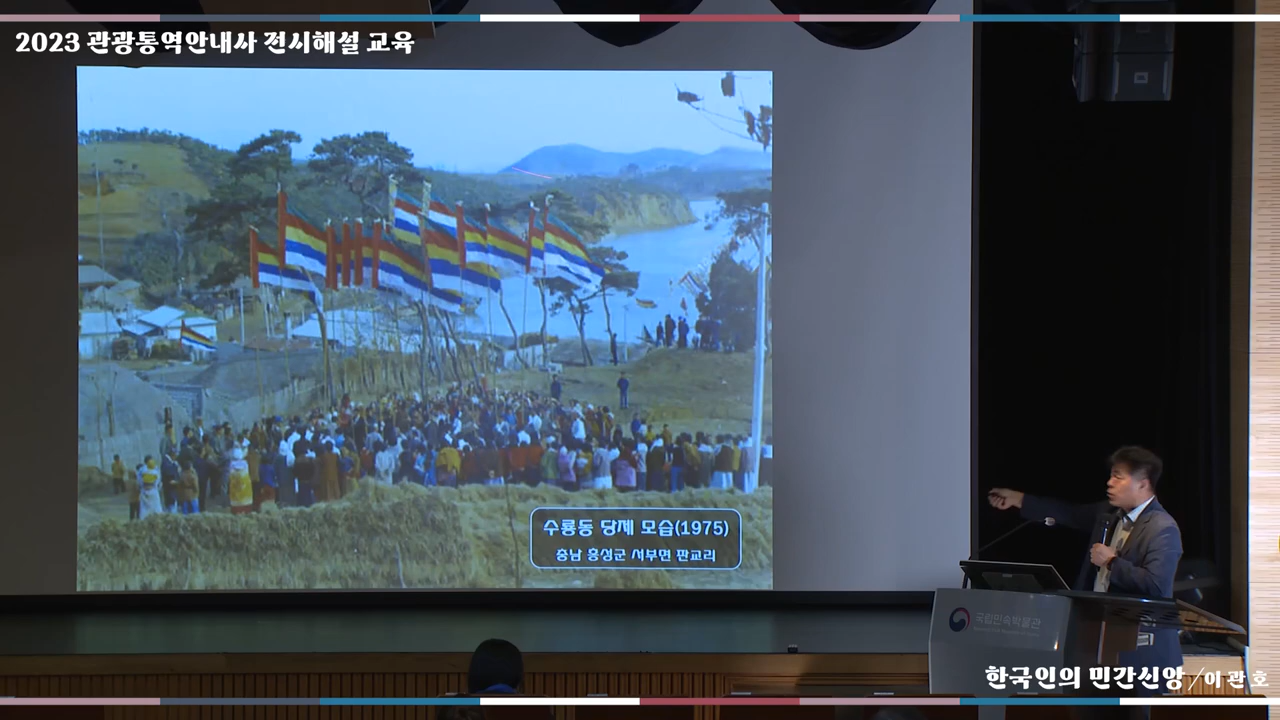 2023 관광통역안내사 전시해설 교육
수룡동 당제 모습(1975)
충남 홍성군 서부면 판교리
국립민속박물관
한국인의 민간신앙/이관호